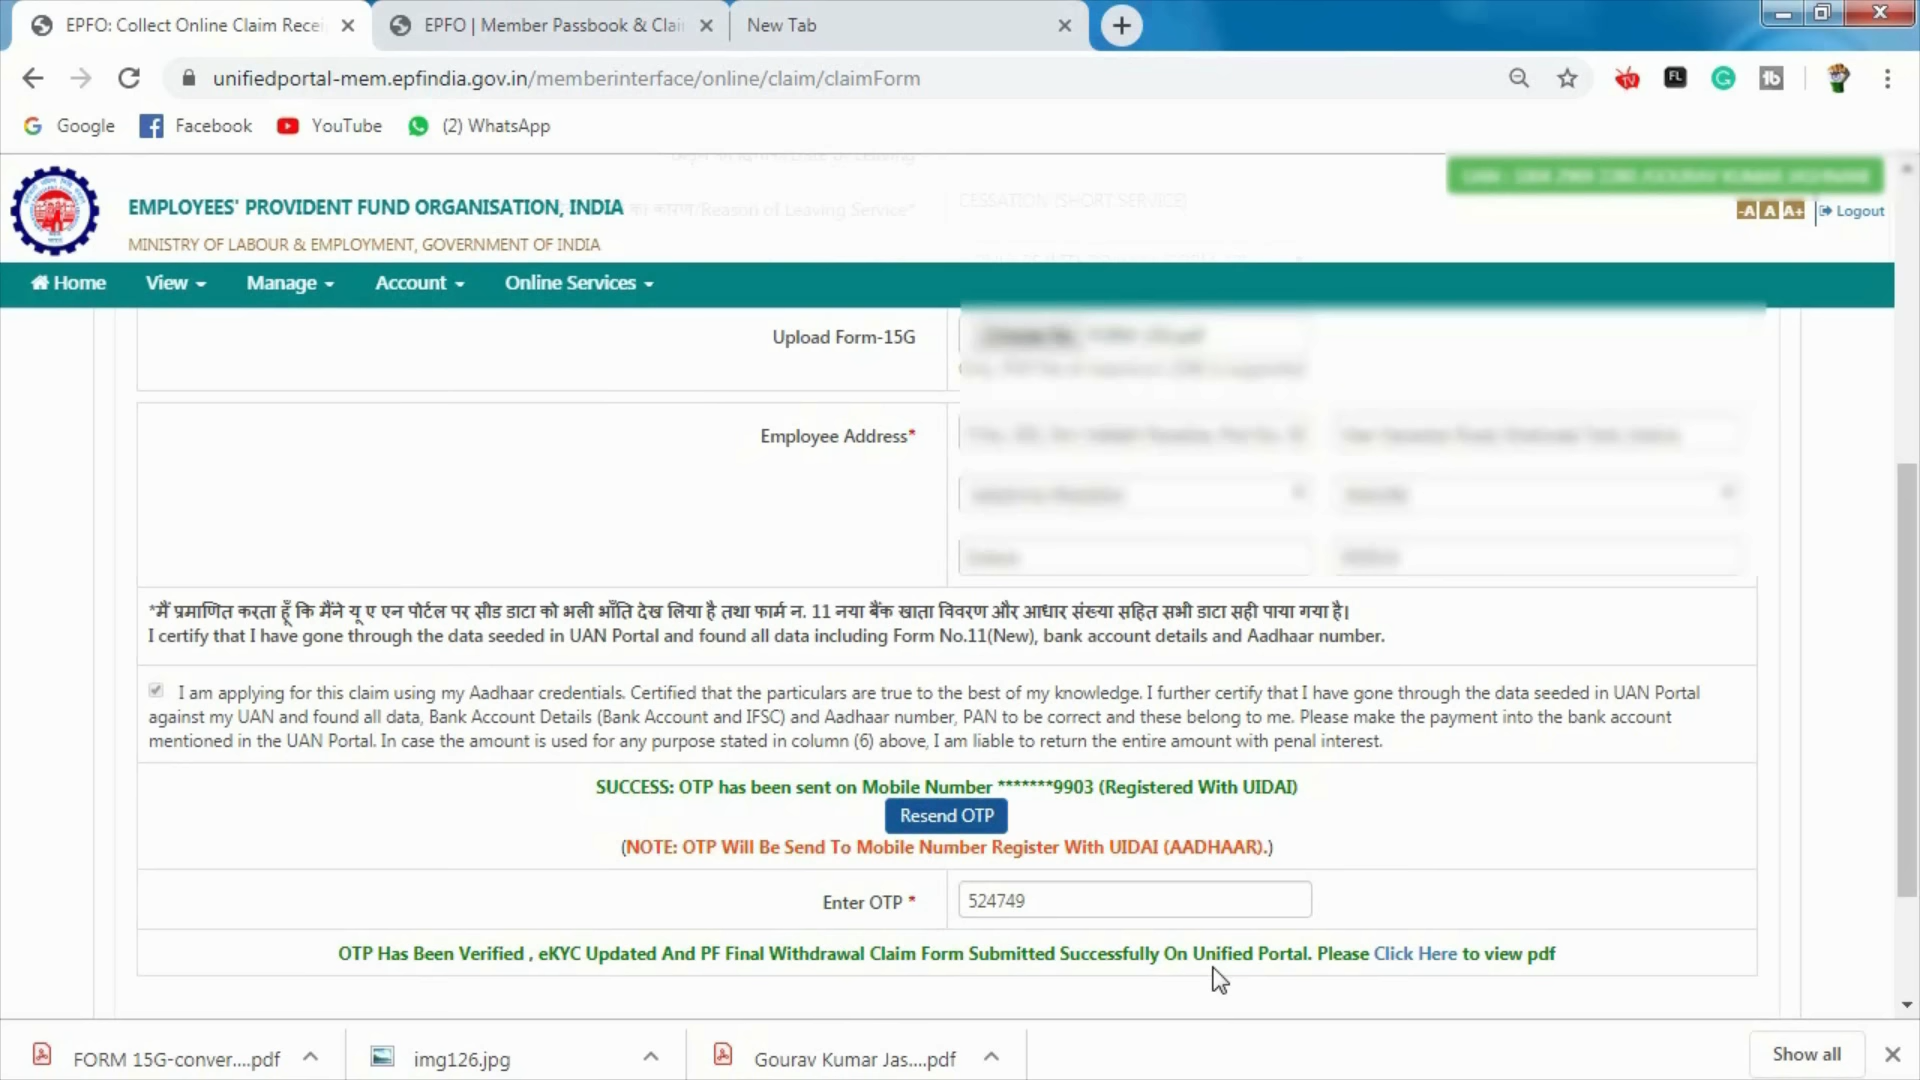 EPFO: Collect Online Claim Recei
EPFO | Member Passbook & Clai
New Tab
unifiedportal-mem.epfindia.gov.in/memberinterface/online/claim/claimForm
Google
Facebook
YouTube
(2) WhatsApp
EMPLOYEES' PROVIDENT FUND ORGANISATION, INDIA
का कारण/Reason of Leaving Service*
CESSATION (SHORT SERVICE)
-A A A+
Logout
MINISTRY OF LABOUR & EMPLOYMENT, GOVERNMENT OF INDIA
Home
View
Manage
Account
Online Services
Upload Form-15G
Employee Address*
*मैं प्रमाणित करता हूँ कि मैंने यू ए एन पोर्टल पर सीड डाटा को भली भाँति देख लिया है तथा फार्म न. 11 नया बैंक खाता विवरण और आधार संख्या सहित सभी डाटा सही पाया गया है।
I certify that I have gone through the data seeded in UAN Portal and found all data including Form No.11(New), bank account details and Aadhaar number.
I am applying for this claim using my Aadhaar credentials. Certified that the particulars are true to the best of my knowledge. I further certify that I have gone through the data seeded in UAN Portal
against my UAN and found all data, Bank Account Details (Bank Account and IFSC) and Aadhaar number, PAN to be correct and these belong to me. Please make the payment into the bank account
mentioned in the UAN Portal. In case the amount is used for any purpose stated in column (6) above, I am liable to return the entire amount with penal interest.
SUCCESS: OTP has been sent on Mobile Number *******9903 (Registered With UIDAI)
Resend OTP
(NOTE: OTP Will Be Send To Mobile Number Register With UIDAI (AADHAAR).)
Enter OTP *
524749
OTP Has Been Verified , eKYC Updated And PF Final Withdrawal Claim Form Submitted Successfully On Unified Portal. Please Click Here to view pdf
FORM 15G-conver....pdf
img126.jpg
Gourav Kumar Jas....pdf
Show all